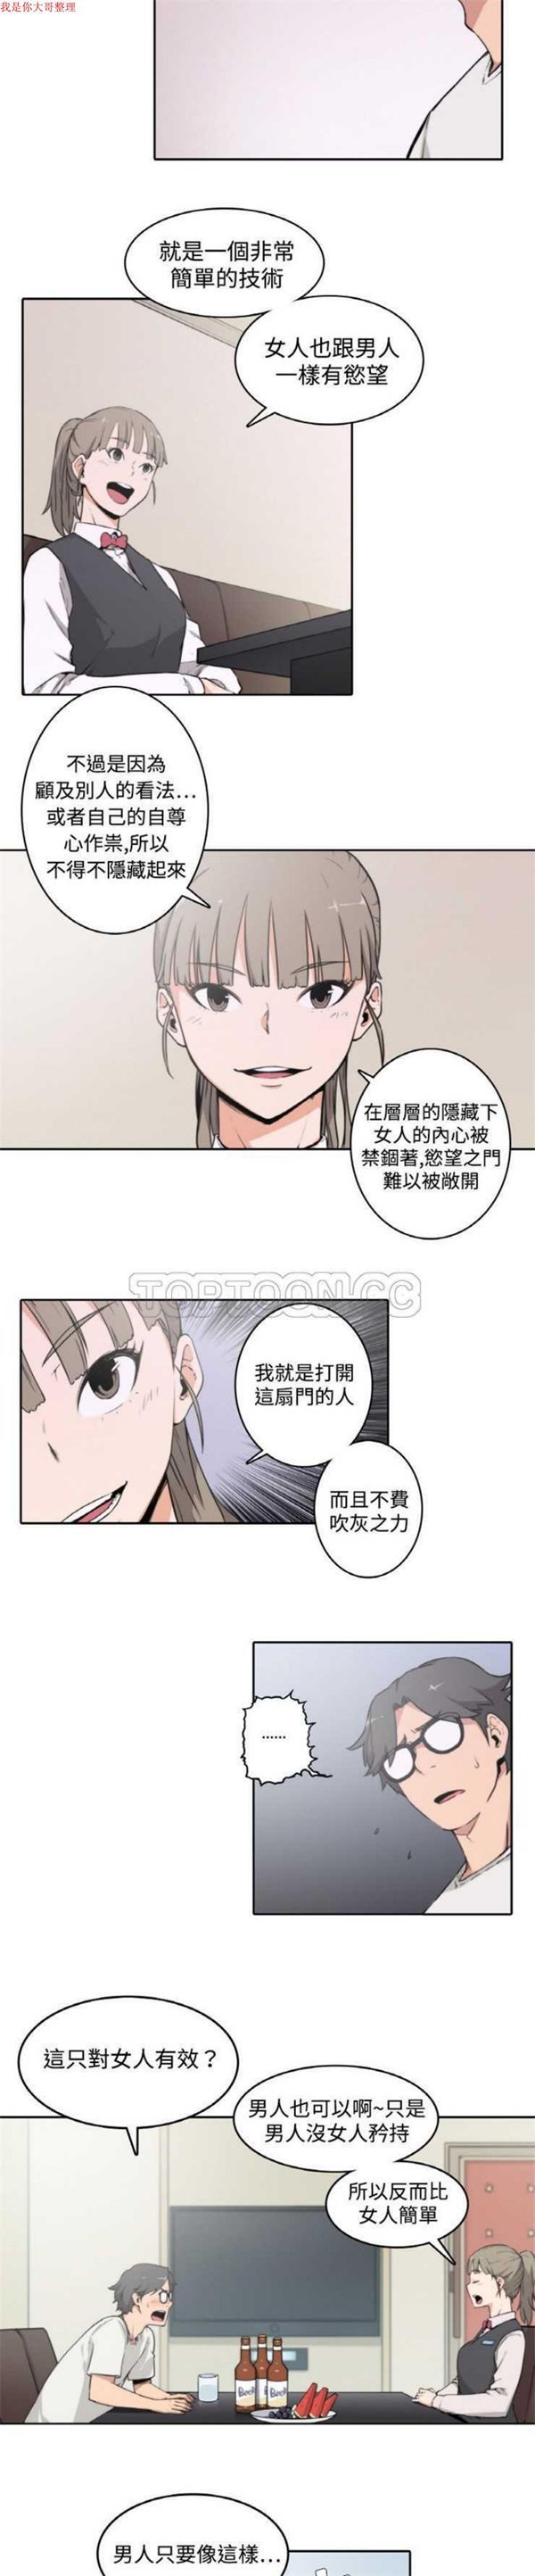 我是你大哥整理
就是一個非常
簡單的技術
女人也跟男人
一樣有慾望
不過是因為
顧及別人的看法...
或者自己的自尊
心作祟,所以
不得不隱藏起來
在層層的隱藏下
女人的內心被
禁錮著,慾望之門
難以被敞開
TOPTOON.CC
我就是打開
這扇門的人
而且不費
吹灰之力
......
這只對女人有效？
男人也可以啊~只是
男人沒女人矜持
所以反而比
女人簡單
Beer
Beer
男人只要像這樣...